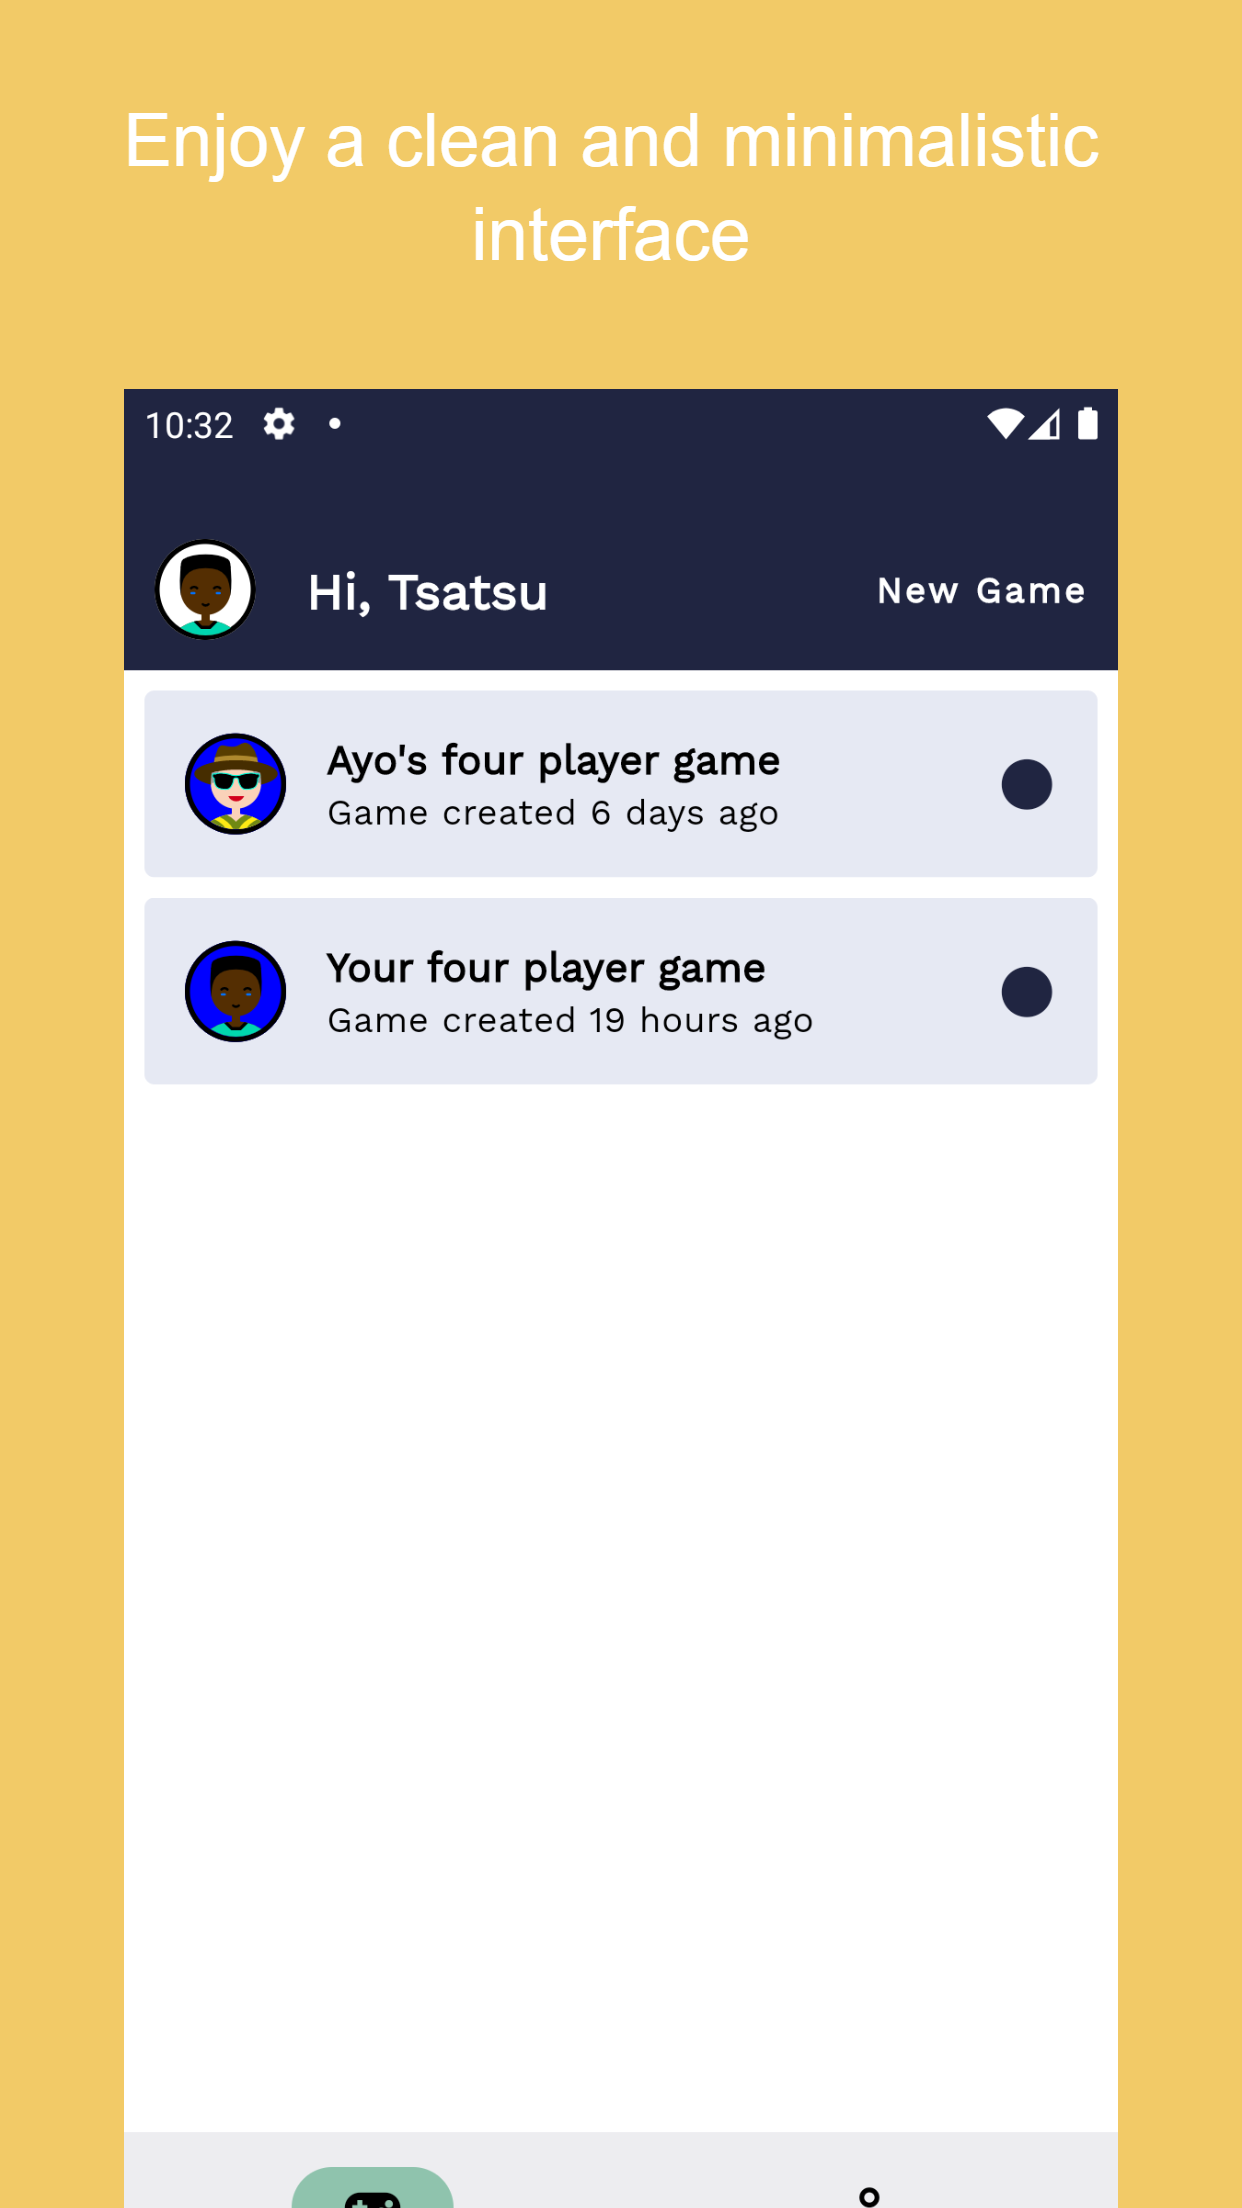 Enjoy a clean and minimalistic
interface
10:32
Hi, Tsatsu
New Game
Ayo's four player game
Game created 6 days ago
Your four player game
Game created 19 hours ago